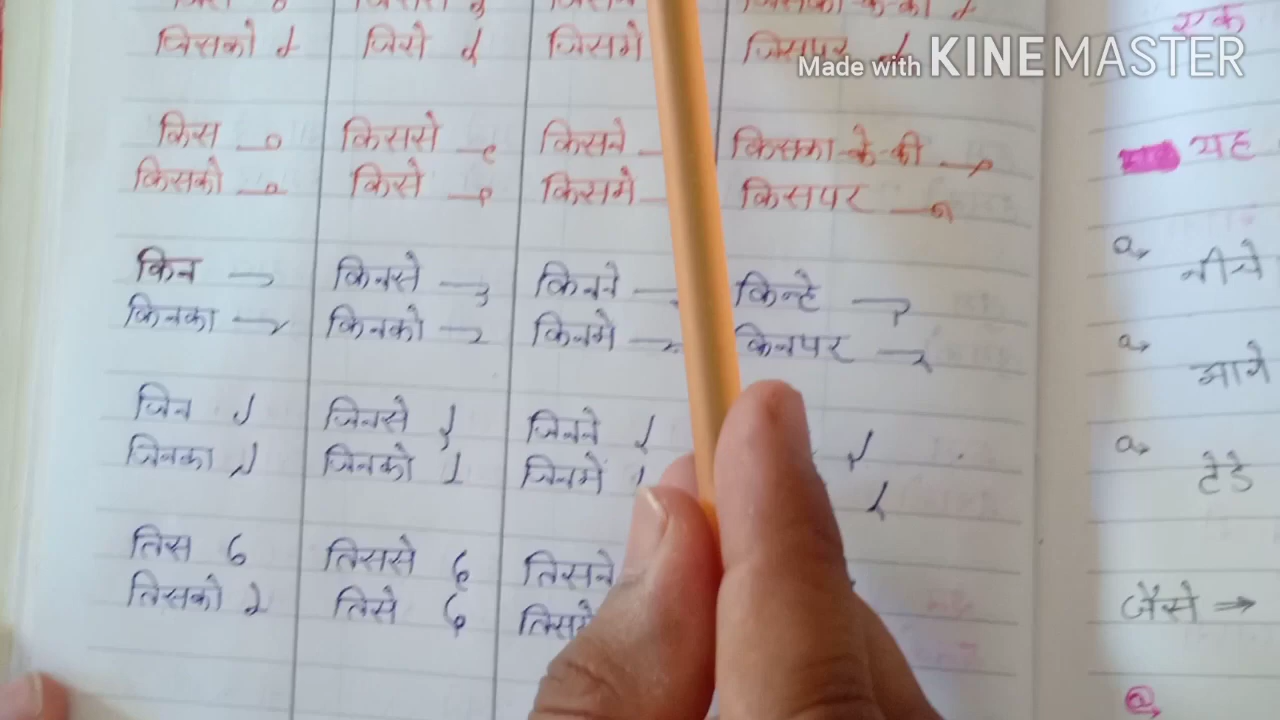 जिसको जिसे जिसमे जिसपर
Made with KINEMASTER
एक
किस किससे किसने किसका-के-की
किसको किसे किसमे किसपर
यह
किन किनसे किनने किन्हे
किनका किनको किनमे किनपर
नीचे
आगे
जिन जिनसे जिनने
जिनका जिनको जिनमें
टेडे
तिस तिससे तिसने
तिसको तिसे
जैसे ⇒